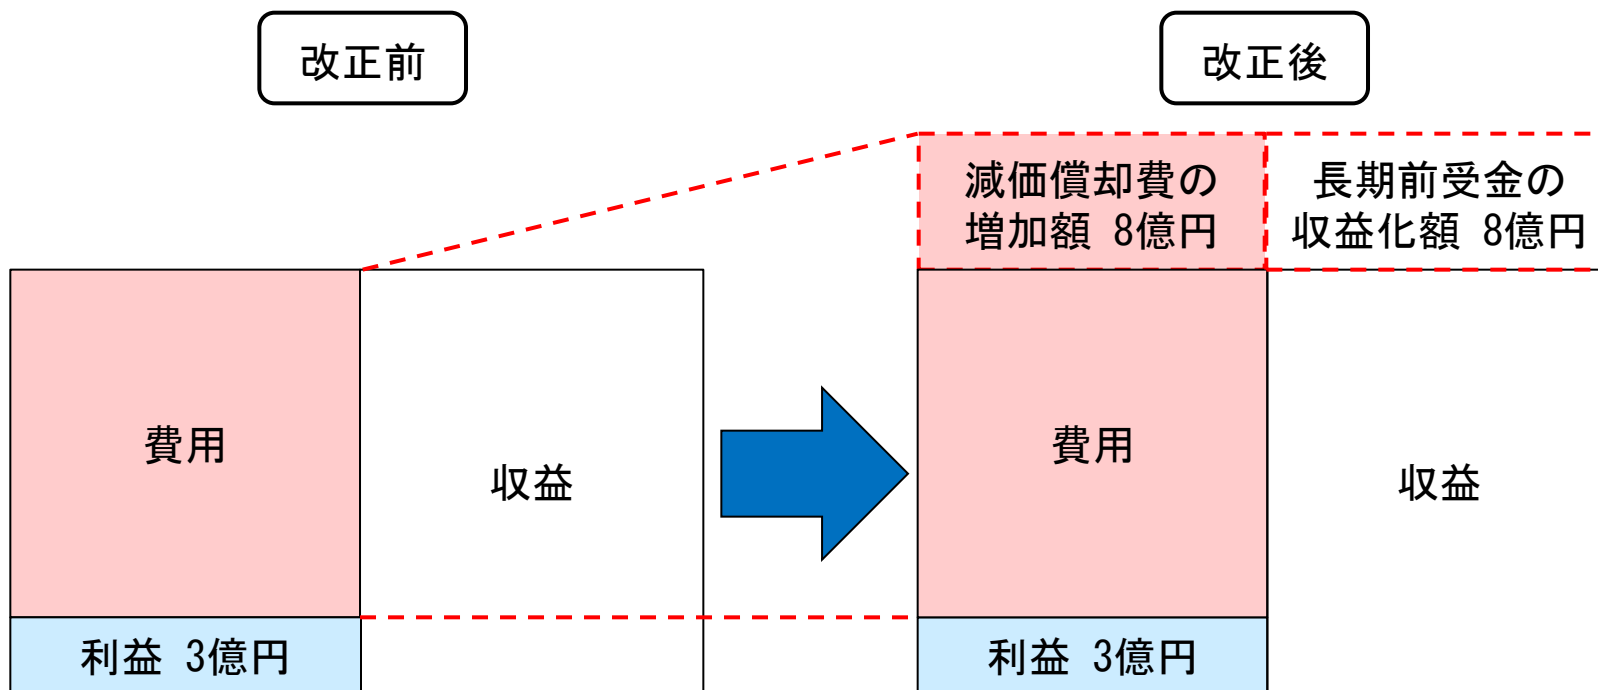 改正前
改正後
減価償却費の
増加額 8億円
長期前受金の
収益化額 8億円
費用
収益
費用
収益
利益 3億円
利益 3億円